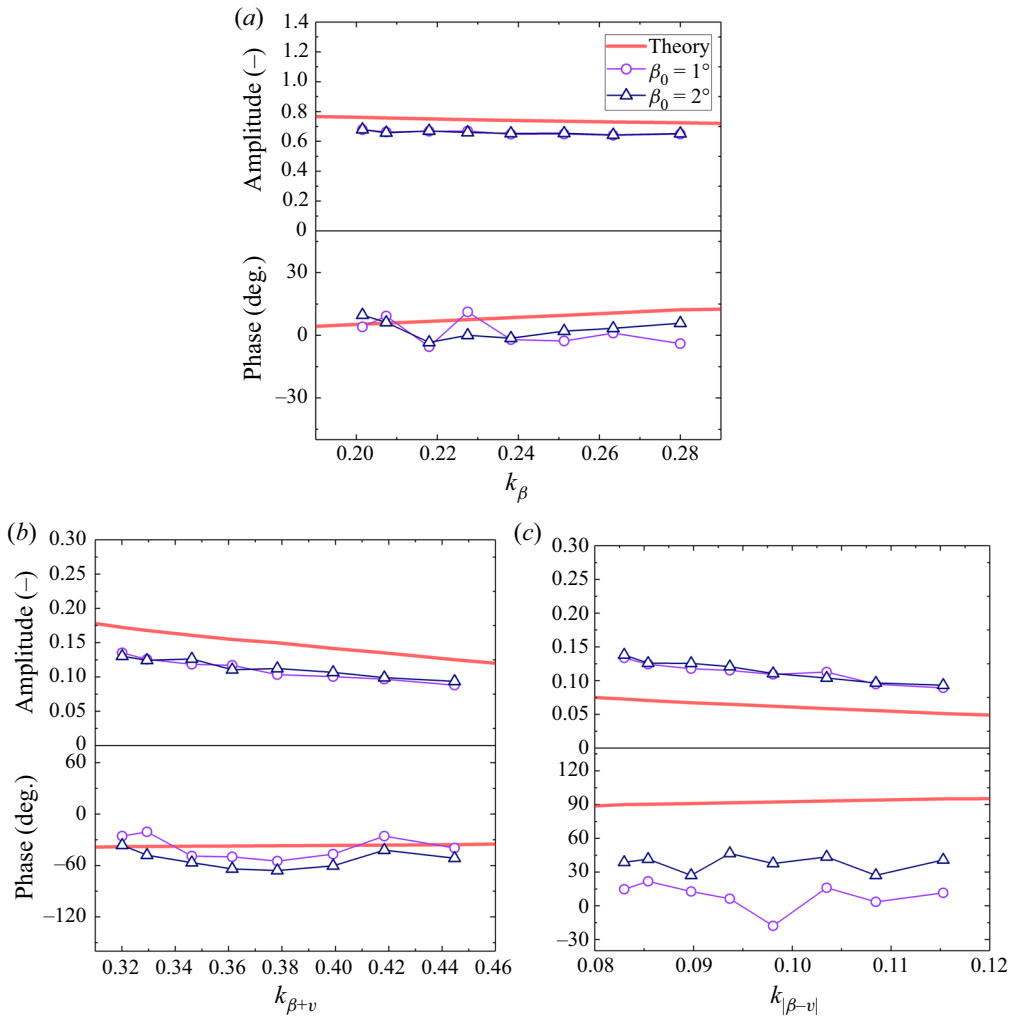 (a)
Amplitude (–)
1.4
1.2
1.0
0.8
0.6
0.4
0.2
0
Theory
β0 = 1°
β0 = 2°
Phase (deg.)
30
0
–30
0.20 0.22 0.24 0.26 0.28
kβ
(b)
Amplitude (–)
0.30
0.25
0.20
0.15
0.10
0.05
0
Phase (deg.)
60
0
–60
–120
0.32 0.34 0.36 0.38 0.40 0.42 0.44 0.46
kβ+υ
(c)
Amplitude (–)
0.30
0.25
0.20
0.15
0.10
0.05
0
Phase (deg.)
120
90
60
30
0
–30
0.08 0.09 0.10 0.11 0.12
k|β–υ|